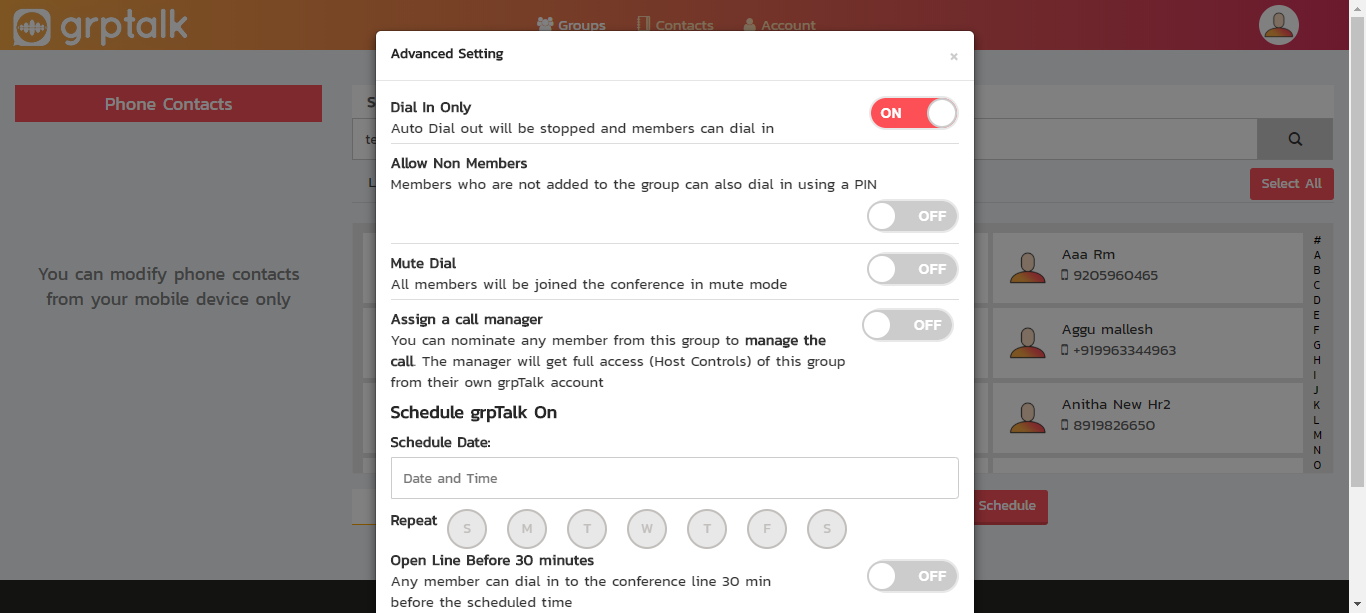 grptalk
Groups
Contacts
Account
Advanced Setting
×
Phone Contacts
You can modify phone contacts
from your mobile device only
Dial In Only
ON
Auto Dial out will be stopped and members can dial in
Allow Non Members
Members who are not added to the group can also dial in using a PIN
OFF
Mute Dial
OFF
All members will be joined the conference in mute mode
Assign a call manager
OFF
You can nominate any member from this group to manage the
call. The manager will get full access (Host Controls) of this group
from their own grpTalk account
Schedule grpTalk On
Schedule Date:
Date and Time
Repeat S M T W T F S
Open Line Before 30 minutes
OFF
Any member can dial in to the conference line 30 min
before the scheduled time
Select All
Aaa Rm
9205960465
Aggu mallesh
+919963344963
Anitha New Hr2
8919826650
#
A
B
C
D
E
F
G
H
I
J
K
L
M
N
O
Schedule